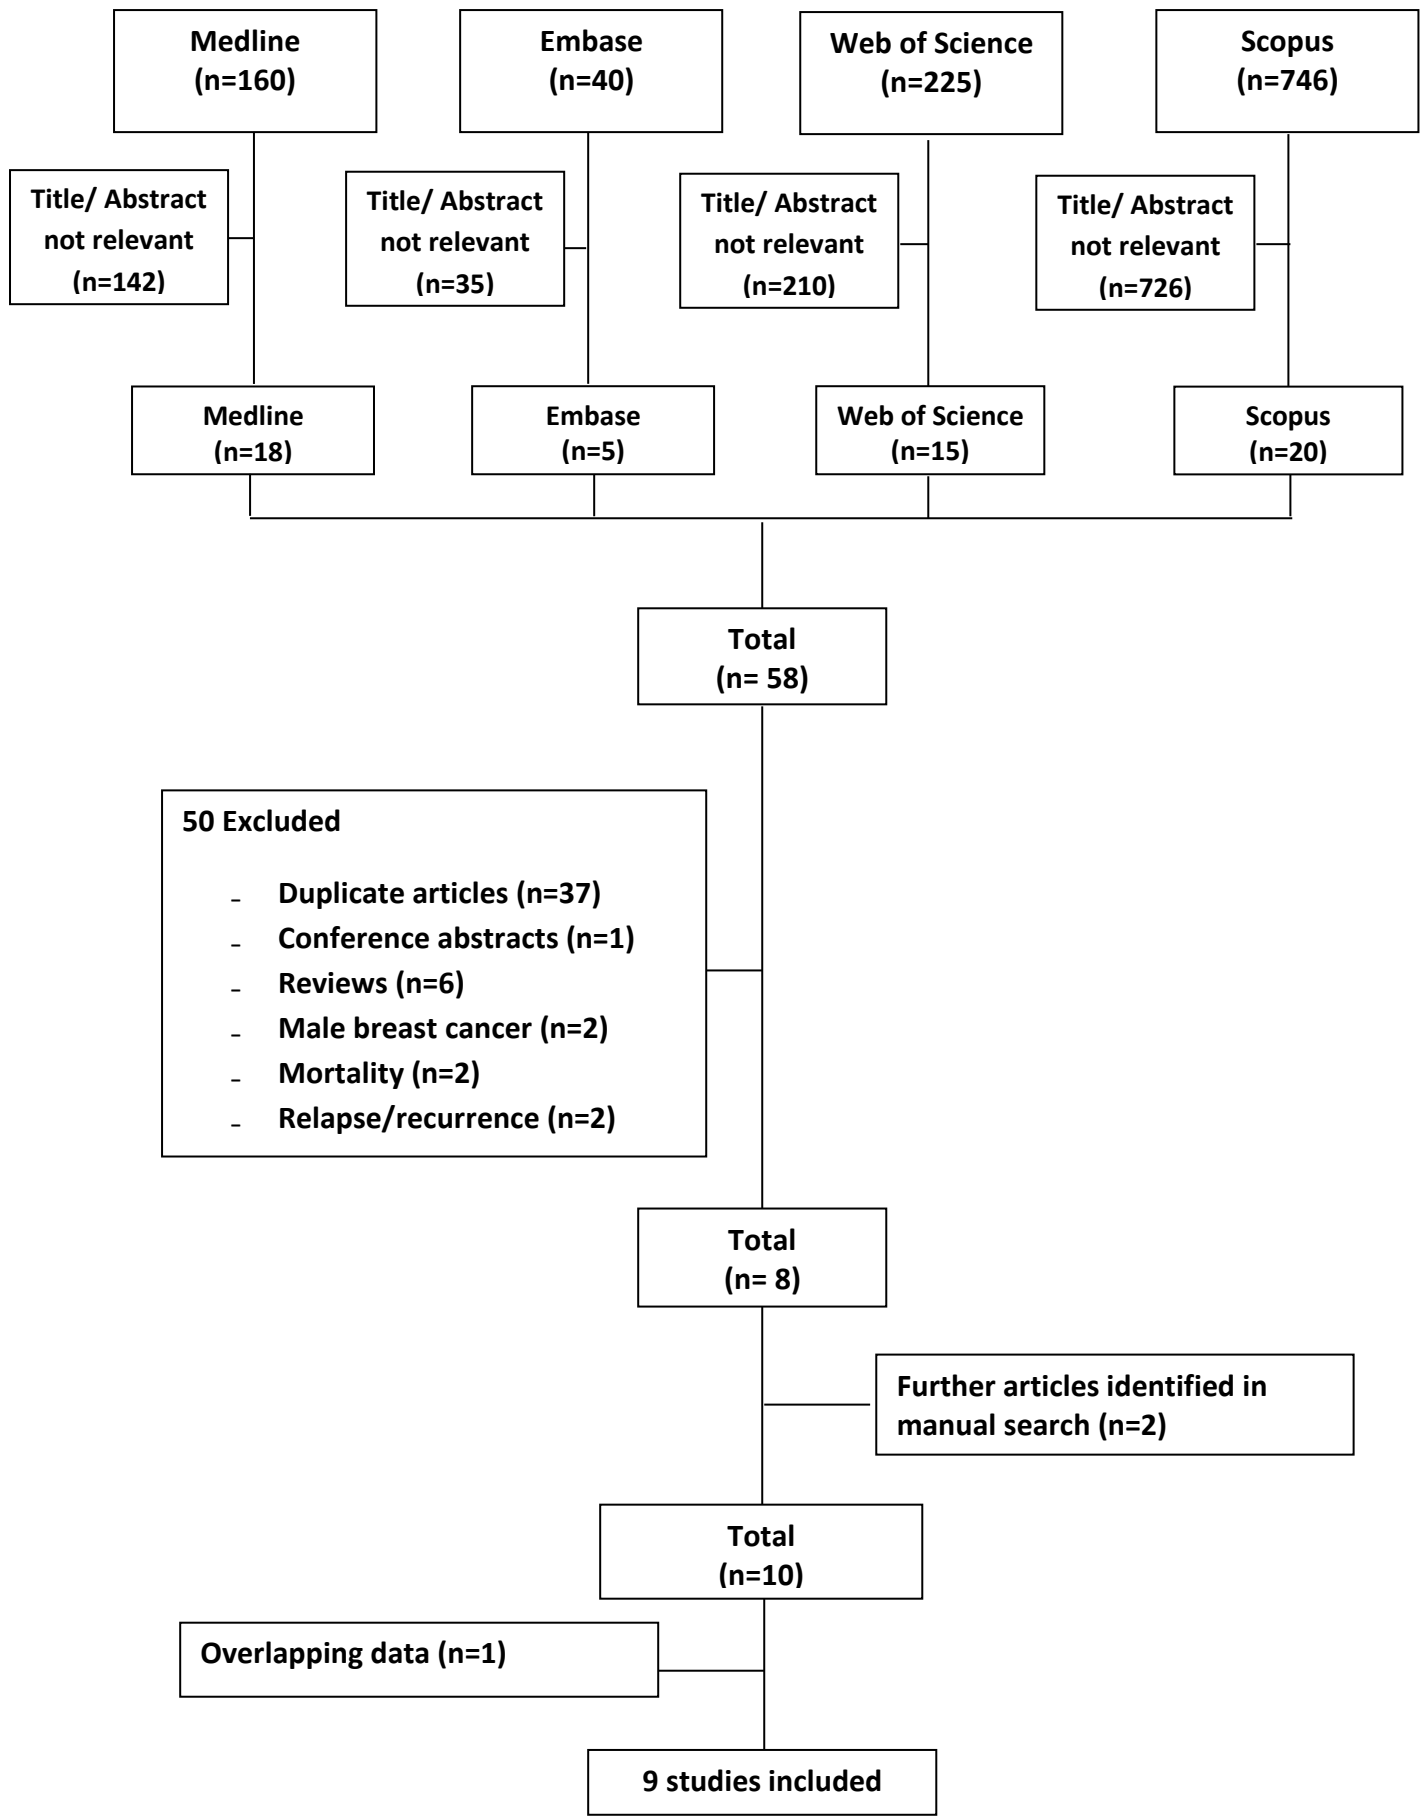 Medline
(n=160)
Embase
(n=40)
Web of Science
(n=225)
Scopus
(n=746)
Title/ Abstract
not relevant
(n=142)
Title/ Abstract
not relevant
(n=35)
Title/ Abstract
not relevant
(n=210)
Title/ Abstract
not relevant
(n=726)
Medline
(n=18)
Embase
(n=5)
Web of Science
(n=15)
Scopus
(n=20)
Total
(n= 58)
50 Excluded
- Duplicate articles (n=37)
- Conference abstracts (n=1)
- Reviews (n=6)
- Male breast cancer (n=2)
- Mortality (n=2)
- Relapse/recurrence (n=2)
Total
(n= 8)
Further articles identified in
manual search (n=2)
Total
(n=10)
Overlapping data (n=1)
9 studies included